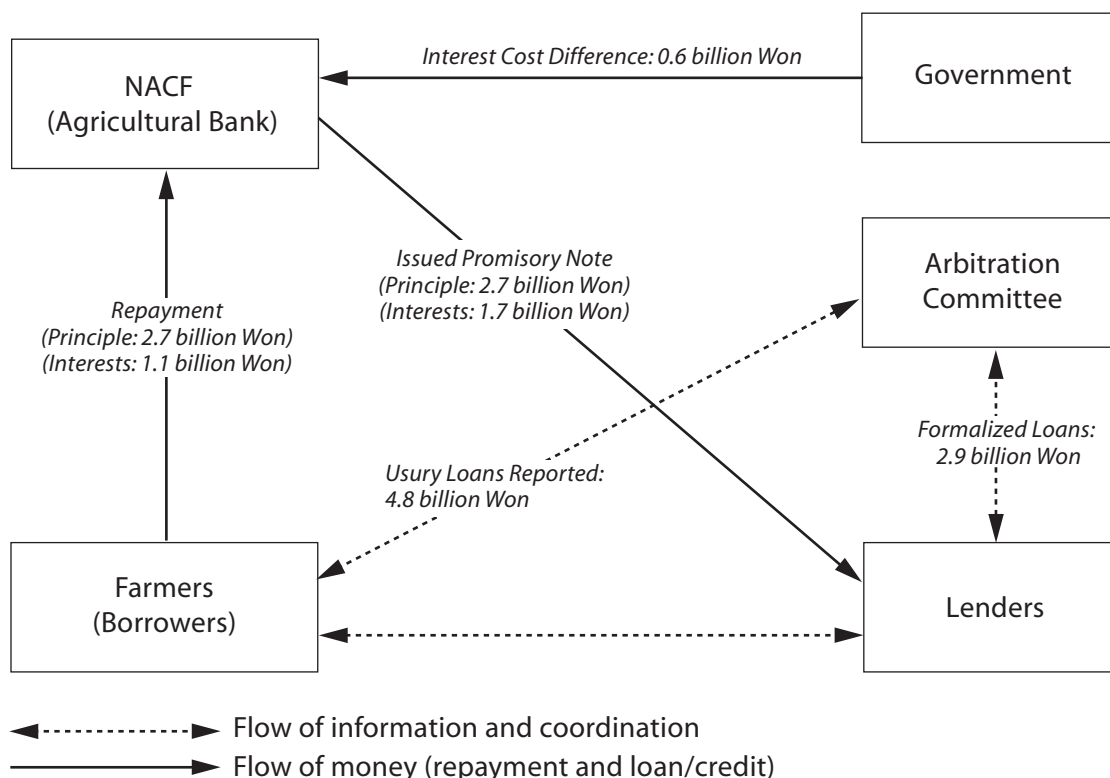 Interest Cost Difference: 0.6 billion Won
NACF
(Agricultural Bank)
Government
Issued Promisory Note
(Principle: 2.7 billion Won)
(Interests: 1.7 billion Won)
Arbitration
Committee
Repayment
(Principle: 2.7 billion Won)
(Interests: 1.1 billion Won)
Formalized Loans:
2.9 billion Won
Usury Loans Reported:
4.8 billion Won
Farmers
(Borrowers)
Lenders
Flow of information and coordination
Flow of money (repayment and loan/credit)